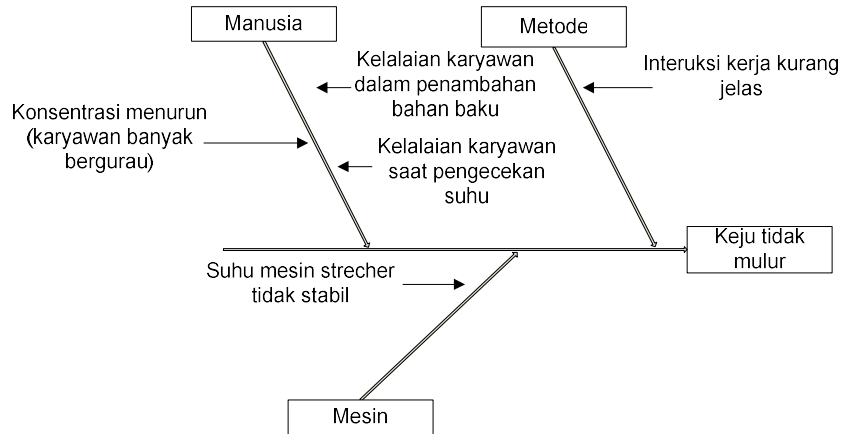 Manusia
Metode
Kelalaian karyawan
dalam penambahan
bahan baku
Interuksi kerja kurang
jelas
Konsentrasi menurun
(karyawan banyak
bergurau)
Kelalaian karyawan
saat pengecekan
suhu
Keju tidak
mulur
Suhu mesin strecher
tidak stabil
Mesin